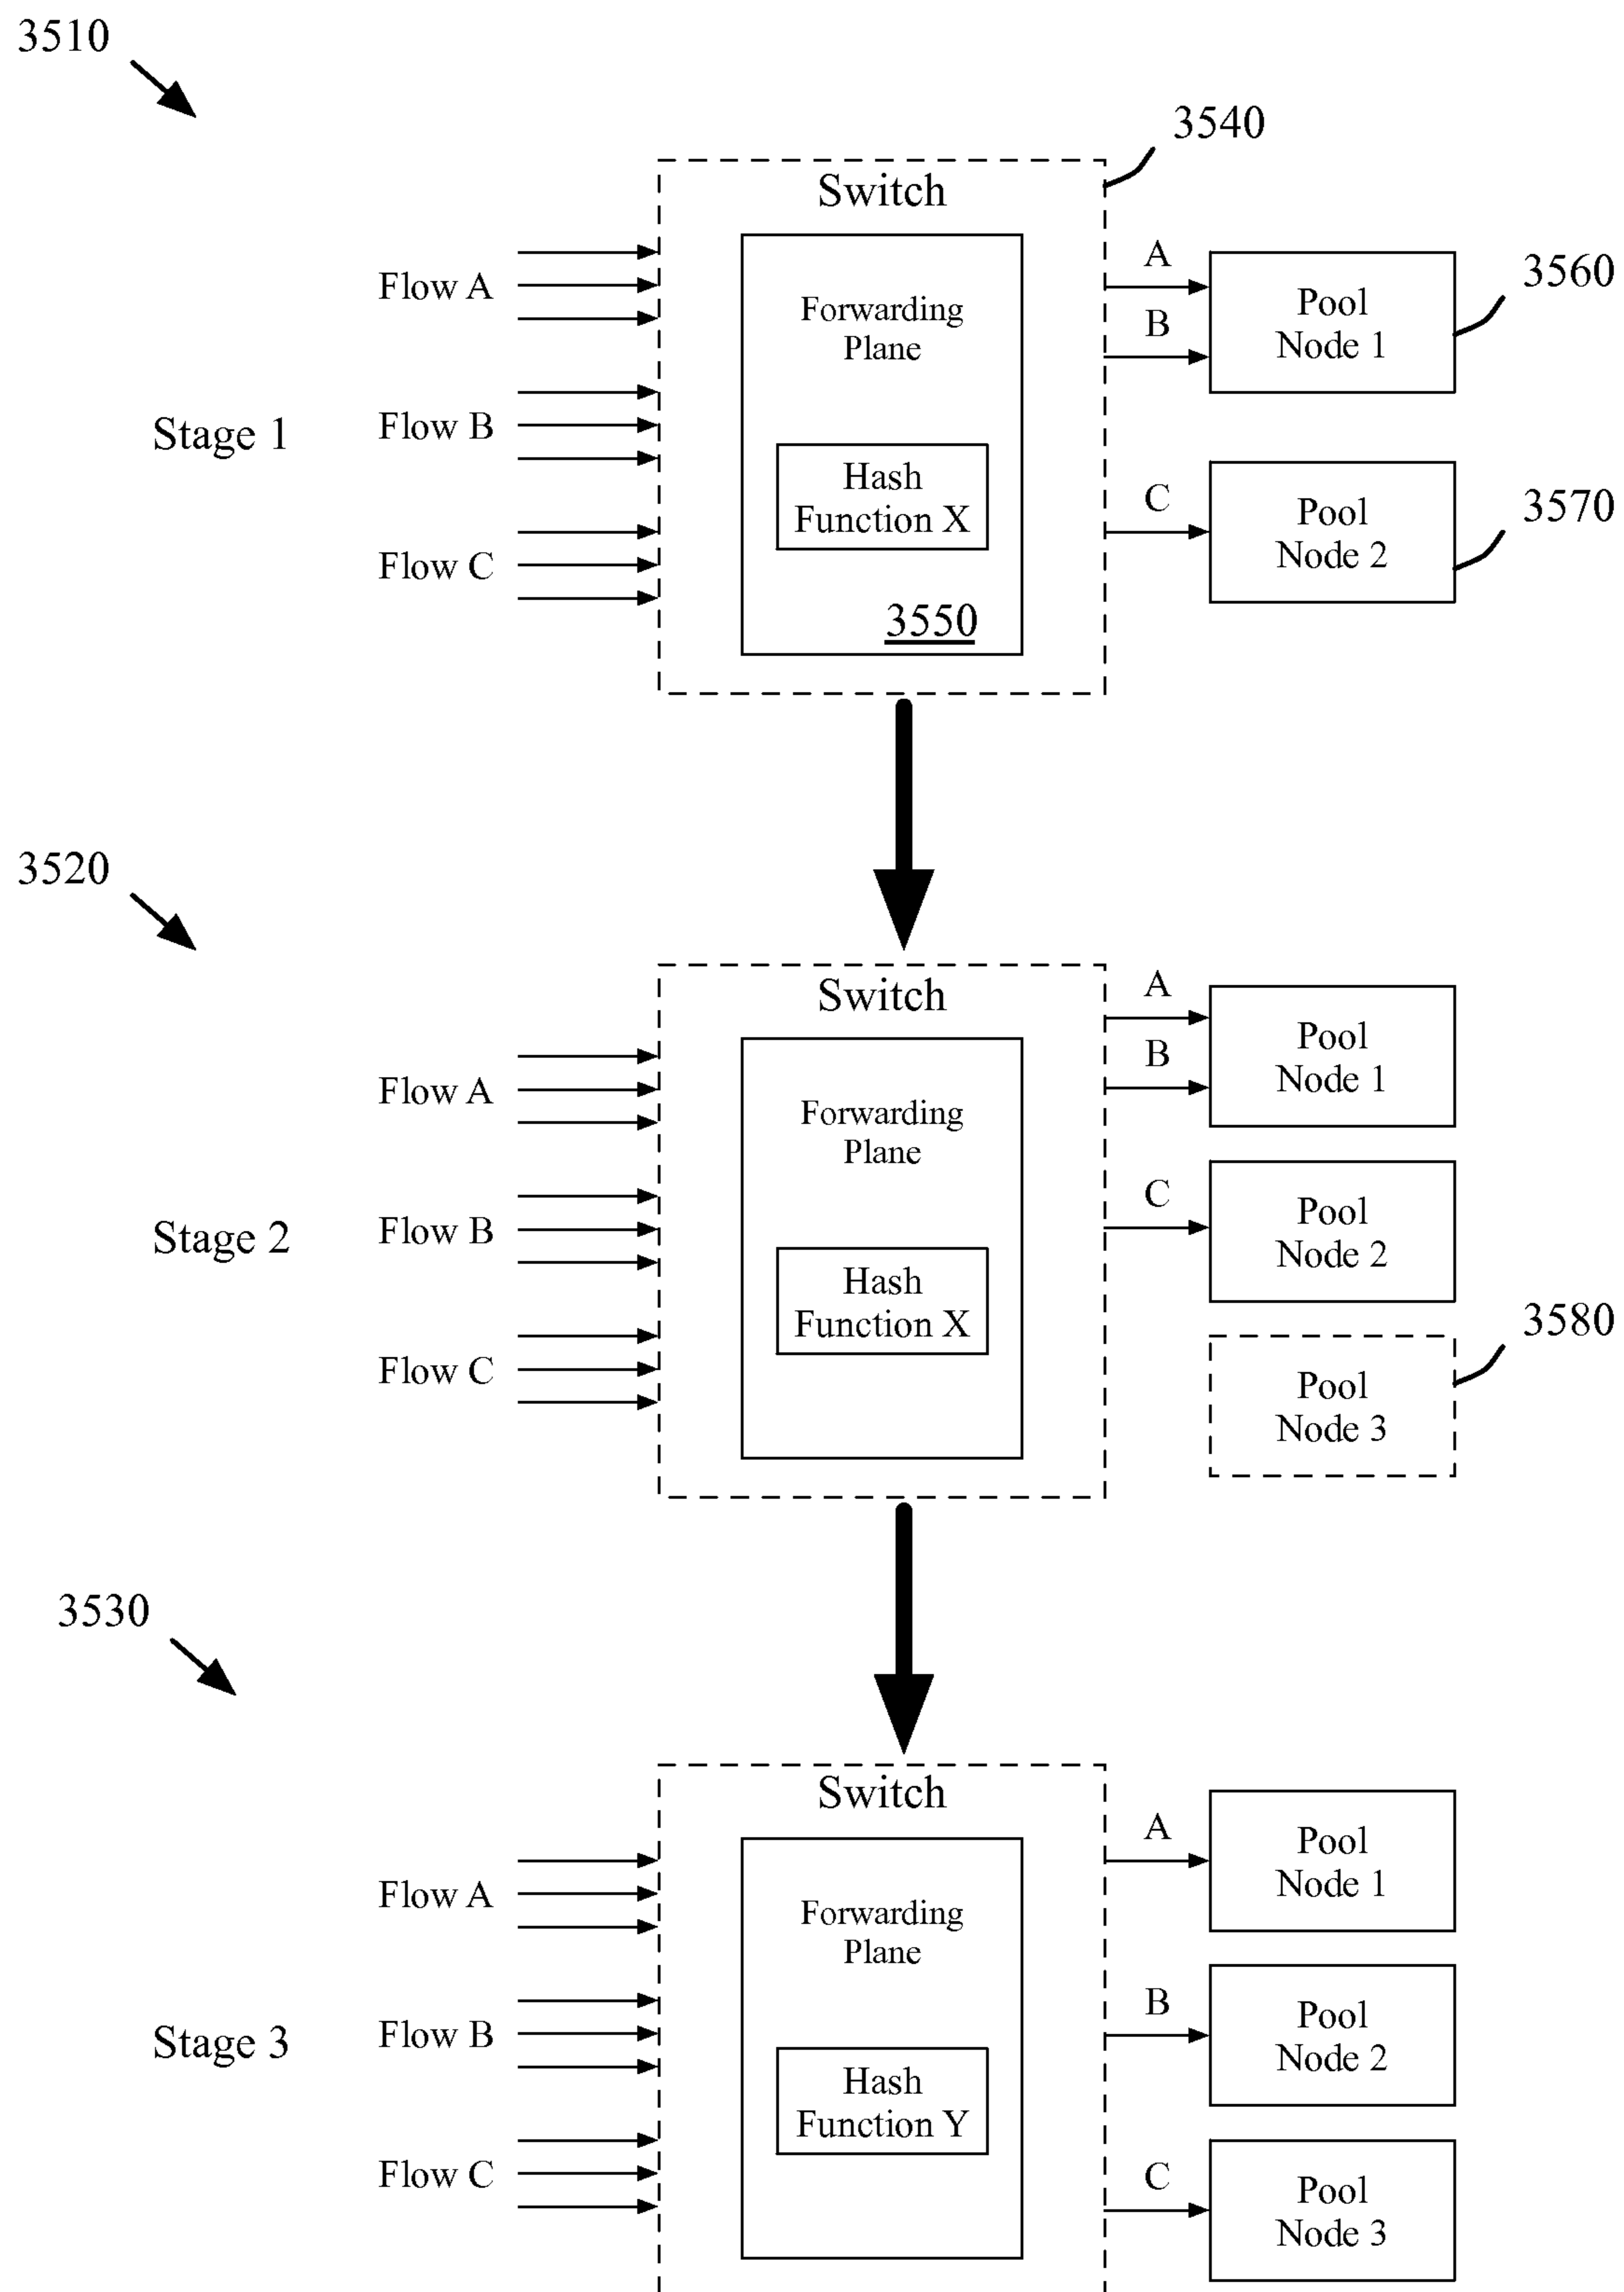 3510
3540
Switch
Flow A
Flow B
Flow C
Stage 1
Forwarding
Plane
Hash
Function X
3550
A
B
C
Pool
Node 1
3560
Pool
Node 2
3570
3520
Switch
Flow A
Flow B
Flow C
Stage 2
Forwarding
Plane
Hash
Function X
A
B
C
Pool
Node 1
Pool
Node 2
3580
Pool
Node 3
3530
Switch
Flow A
Flow B
Flow C
Stage 3
Forwarding
Plane
Hash
Function Y
A
B
C
Pool
Node 1
Pool
Node 2
Pool
Node 3